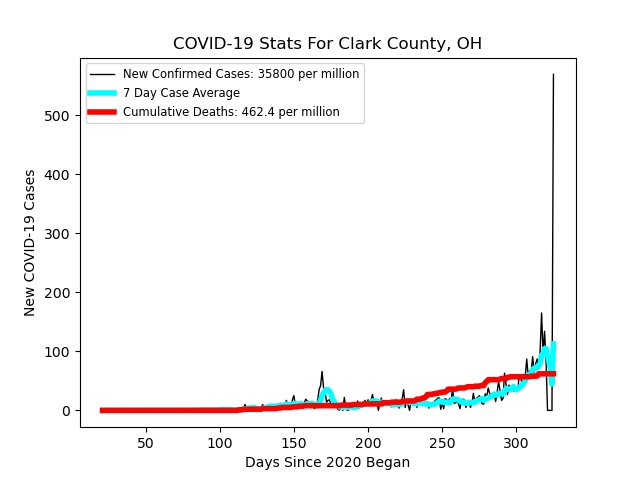 COVID-19 Stats For Clark County, OH
New Confirmed Cases: 35800 per million
7 Day Case Average
Cumulative Deaths: 462.4 per million
New COVID-19 Cases
500
400
300
200
100
0
50 100 150 200 250 300
Days Since 2020 Began